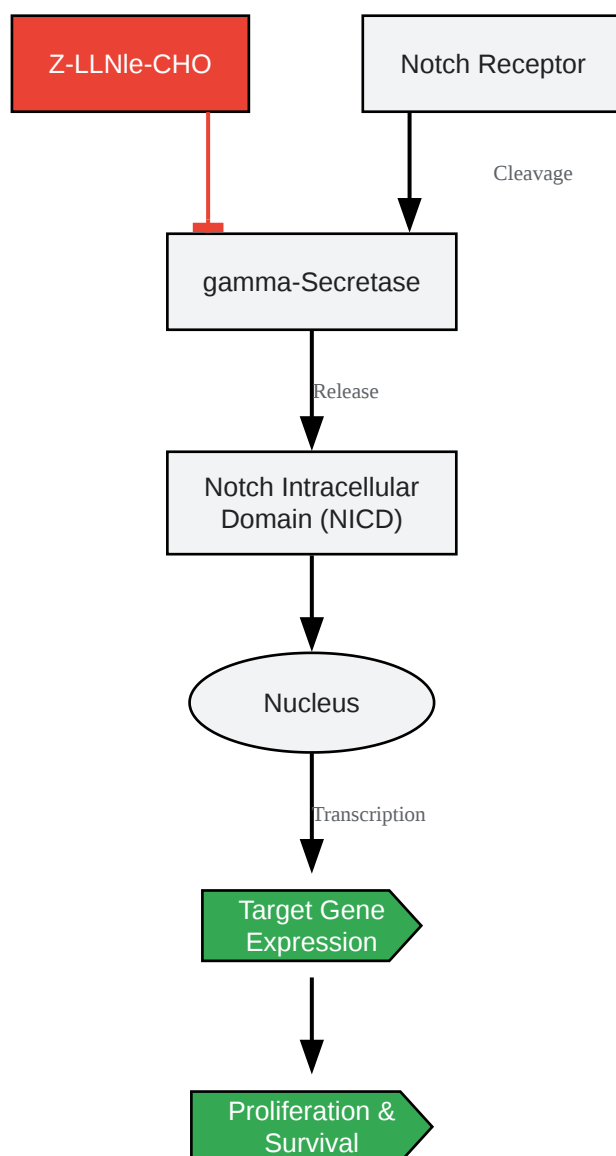 Z-LLNle-CHO
Notch Receptor
Cleavage
gamma-Secretase
Release
Notch Intracellular
Domain (NICD)
Nucleus
Transcription
Target Gene
Expression
Proliferation &
Survival